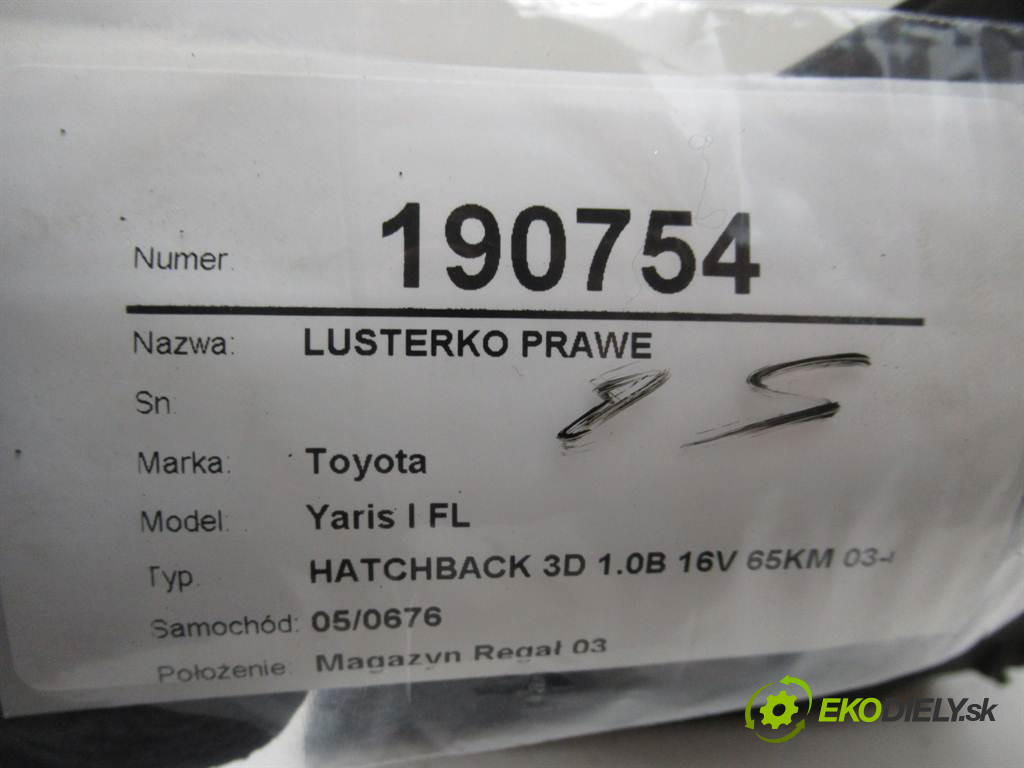 Numer: 190754
Nazwa: LUSTERKO PRAWE
Sn
Marka: Toyota
Model: Yaris I FL
Typ HATCHBACK 3D 1.0B 16V 65KM 03-
Samochód: 05/0676
Położenie: Magazyn Regał 03
EKODIELY.sk